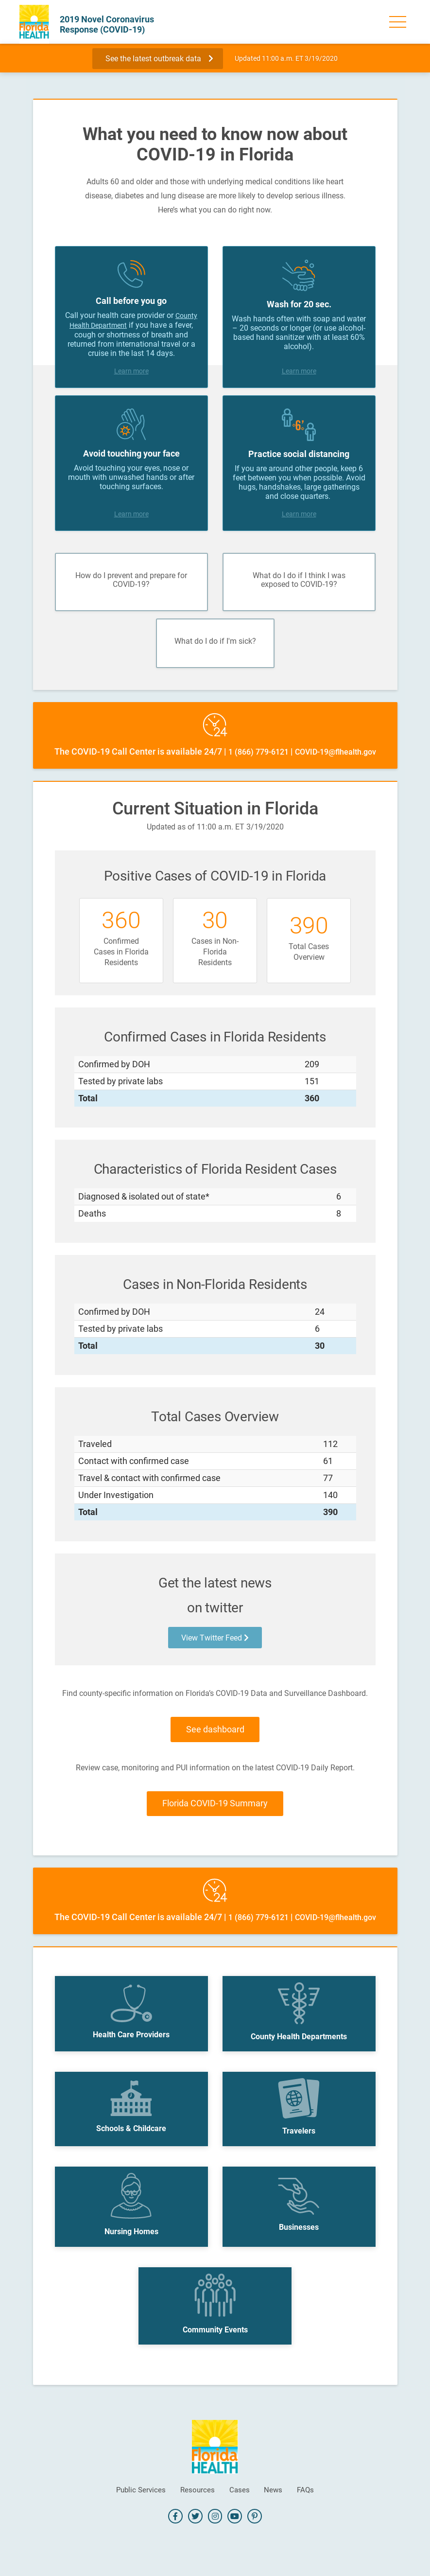 Florida
HEALTH
2019 Novel Coronavirus
Response (COVID-19)
See the latest outbreak data
Updated 11:00 a.m. ET 3/19/2020
What you need to know now about
COVID-19 in Florida
Adults 60 and older and those with underlying medical conditions like heart
disease, diabetes and lung disease are more likely to develop serious illness.
Here's what you can do right now.
Call before you go
Call your health care provider or County
Health Department if you have a fever,
cough or shortness of breath and
returned from international travel or a
cruise in the last 14 days.
Learn more
Wash for 20 sec.
Wash hands often with soap and water
– 20 seconds or longer (or use alcohol-
based hand sanitizer with at least 60%
alcohol).
Learn more
Avoid touching your face
Avoid touching your eyes, nose or
mouth with unwashed hands or after
touching surfaces.
Learn more
6'
Practice social distancing
If you are around other people, keep 6
feet between you when possible. Avoid
hugs, handshakes, large gatherings
and close quarters.
Learn more
How do I prevent and prepare for
COVID-19?
What do I do if I think I was
exposed to COVID-19?
What do I do if I'm sick?
24
The COVID-19 Call Center is available 24/7 | 1 (866) 779-6121 | COVID-19@flhealth.gov
Current Situation in Florida
Updated as of 11:00 a.m. ET 3/19/2020
Positive Cases of COVID-19 in Florida
360
Confirmed
Cases in Florida
Residents
30
Cases in Non-
Florida
Residents
390
Total Cases
Overview
Confirmed Cases in Florida Residents
Confirmed by DOH 209
Tested by private labs 151
Total 360
Characteristics of Florida Resident Cases
Diagnosed & isolated out of state* 6
Deaths 8
Cases in Non-Florida Residents
Confirmed by DOH 24
Tested by private labs 6
Total 30
Total Cases Overview
Traveled 112
Contact with confirmed case 61
Travel & contact with confirmed case 77
Under Investigation 140
Total 390
Get the latest news
on twitter
View Twitter Feed
Find county-specific information on Florida's COVID-19 Data and Surveillance Dashboard.
See dashboard
Review case, monitoring and PUI information on the latest COVID-19 Daily Report.
Florida COVID-19 Summary
24
The COVID-19 Call Center is available 24/7 | 1 (866) 779-6121 | COVID-19@flhealth.gov
Health Care Providers
County Health Departments
Schools & Childcare
Travelers
Nursing Homes
Businesses
Community Events
Florida
HEALTH
Public Services Resources Cases News FAQs